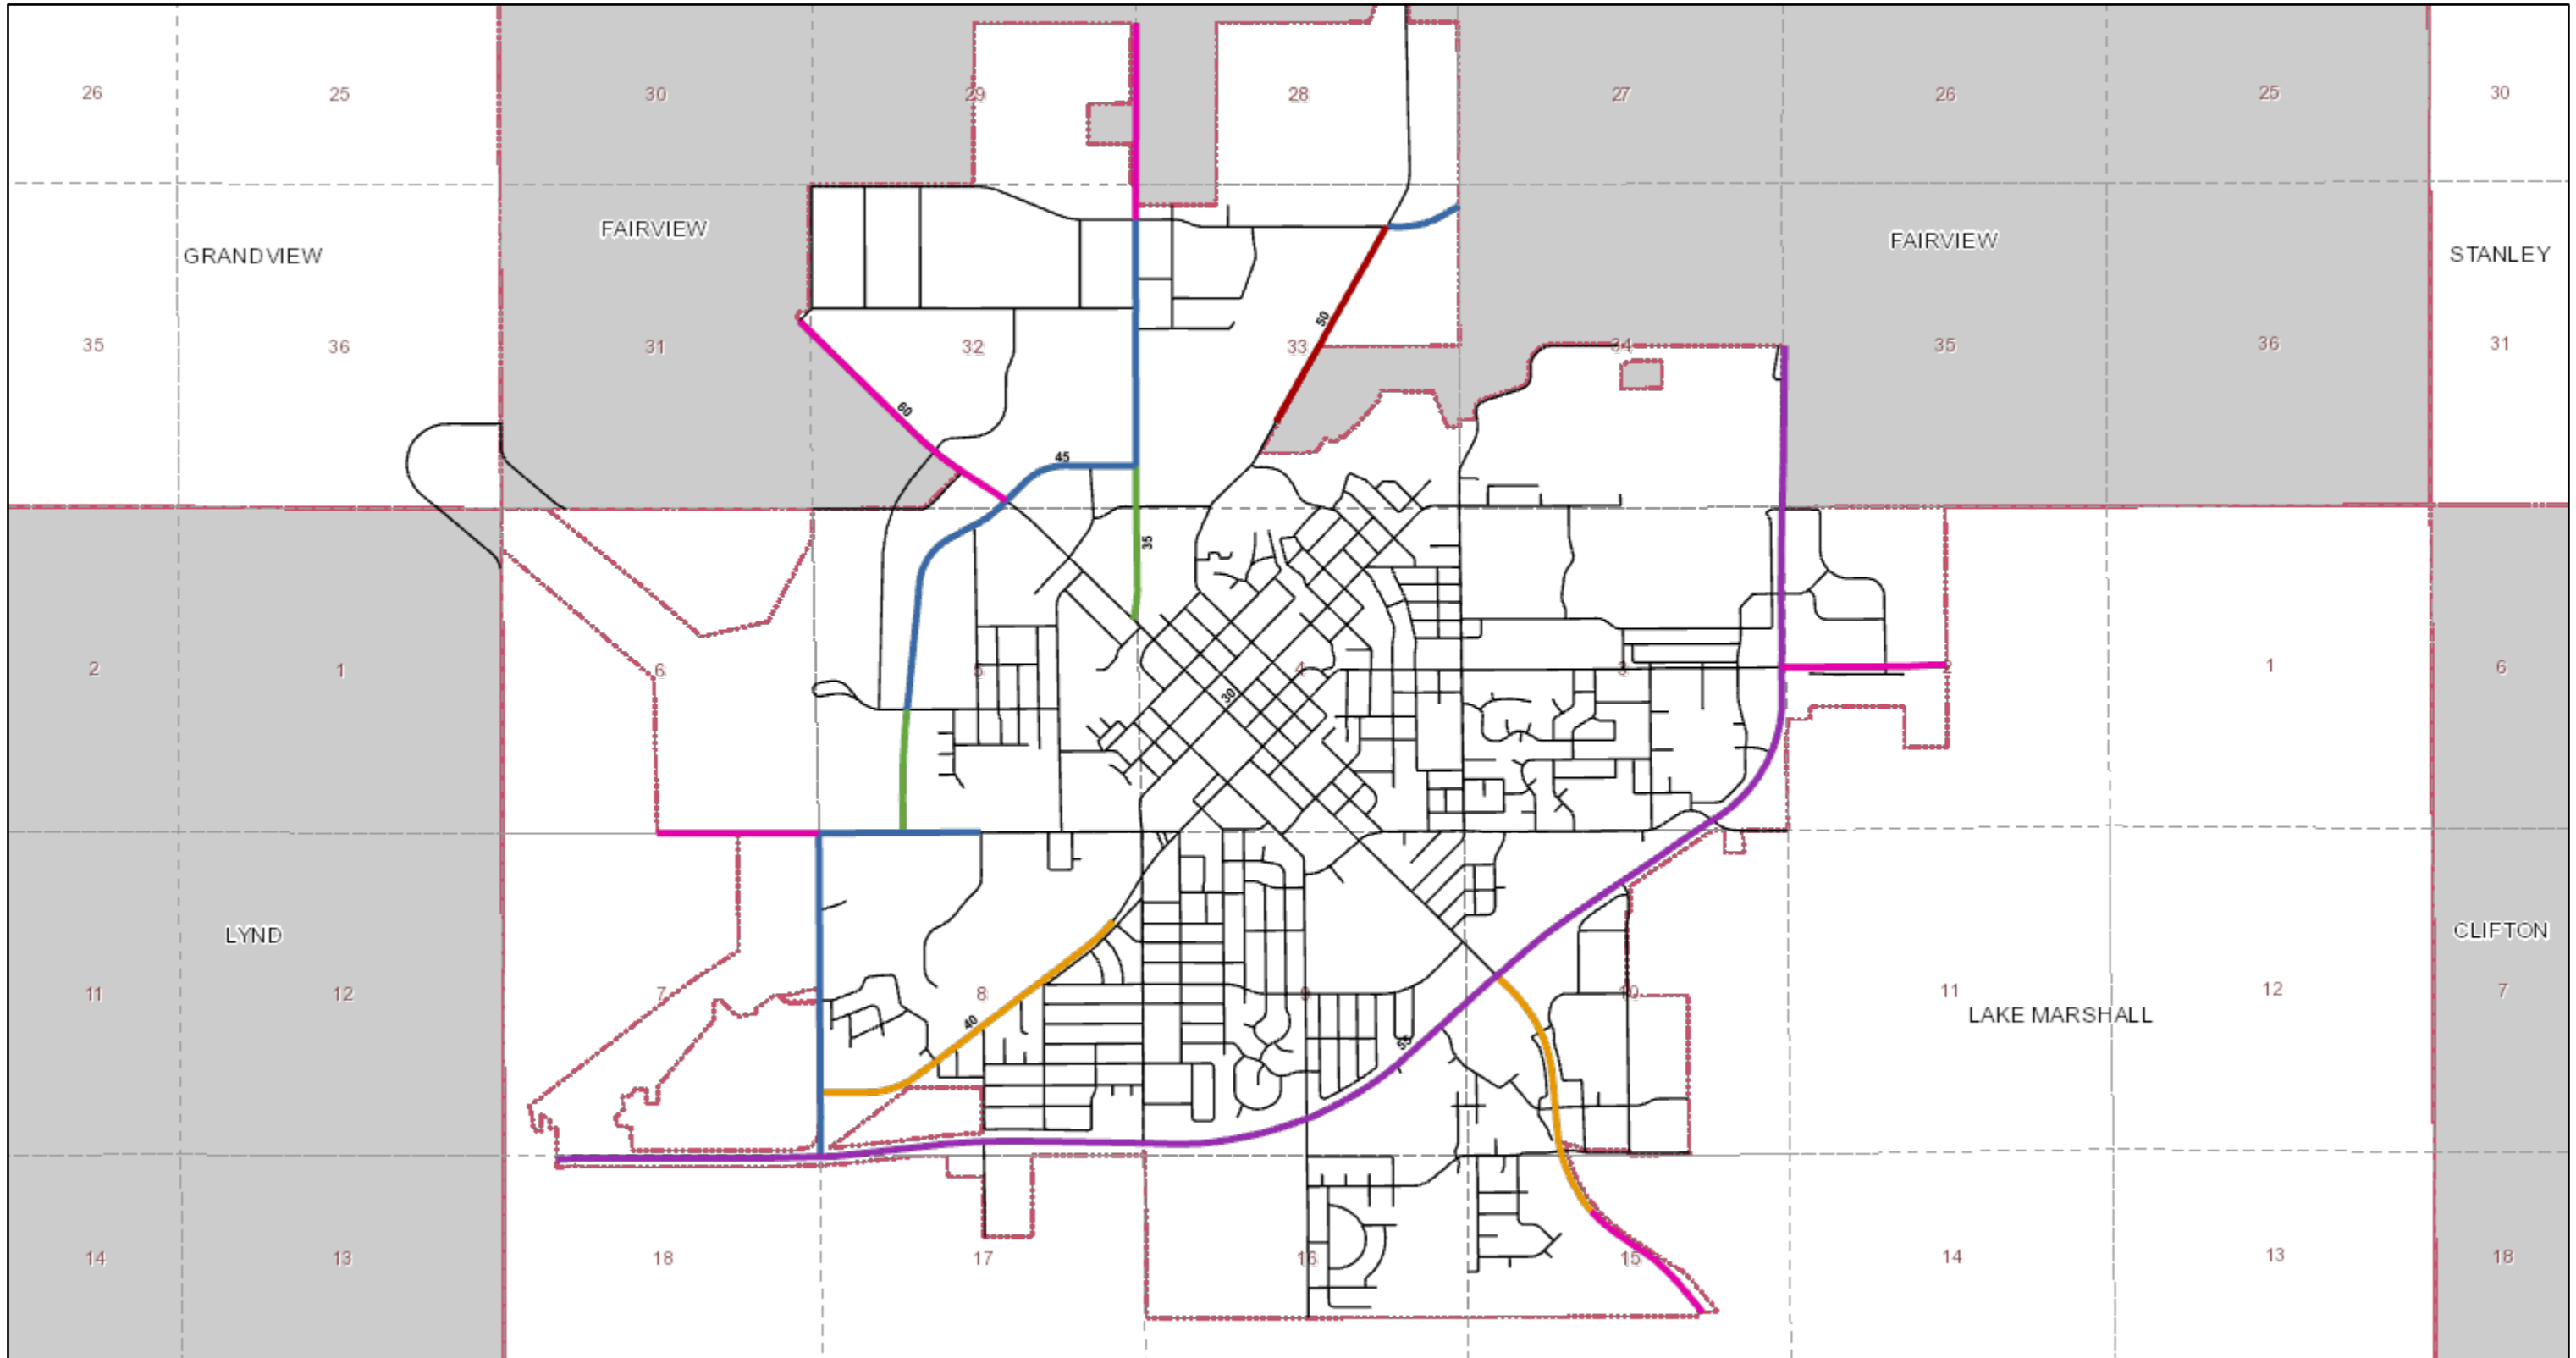 26 25 30 29 28 27 26 25 30
FAIRVIEW
GRANDVIEW
FAIRVIEW
STANLEY
50
35 36 31 32 33 34 35 36 31
60
45
35
2 1 6 5 4 3 2 1 6
30
LYND
CLIFTON
11 12 7 8 9 10 11 12 7
LAKE MARSHALL
40
55
14 13 18 17 16 15 14 13 18